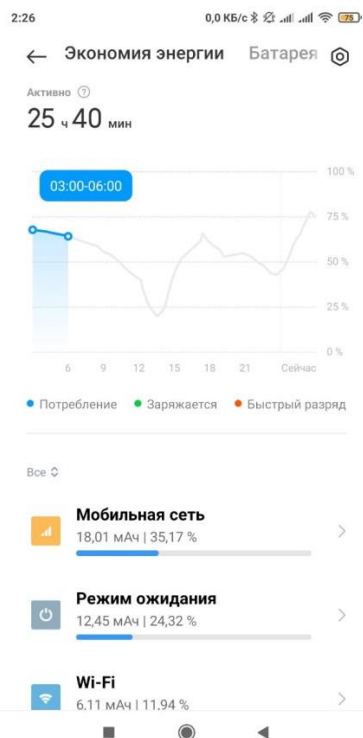 2:26 0,0 КБ/с 75
Экономия энергии Батарея
Активно ?
25 ч 40 мин
100 %
03:00-06:00
75 %
50 %
25 %
0 %
6 9 12 15 18 21 Сейчас
Потребление Заряжается Быстрый разряд
Все
Мобильная сеть
18,01 мАч | 35,17 %
Режим ожидания
12,45 мАч | 24,32 %
Wi-Fi
6,11 мАч | 11,94 %